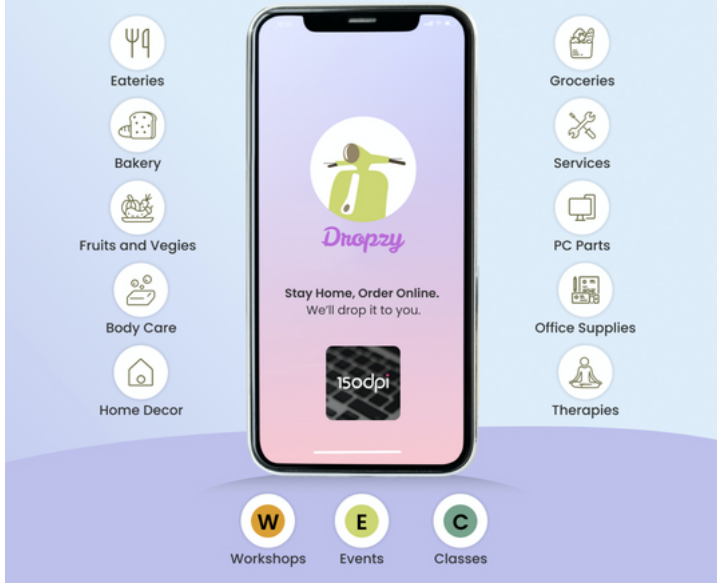 Eateries
Bakery
Fruits and Vegies
Body Care
Home Decor
Dropzy
Stay Home, Order Online.
We'll drop it to you.
150dpi
Groceries
Services
PC Parts
Office Supplies
Therapies
W
E
C
Workshops
Events
Classes